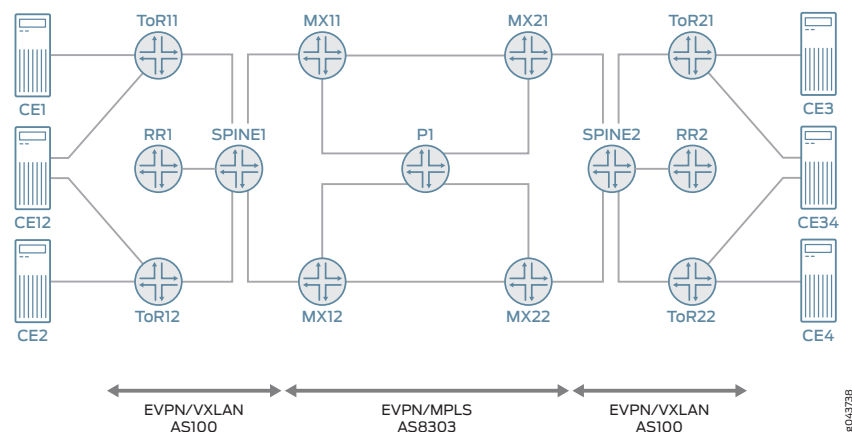 ToR11
MX11
MX21
ToR21
CE1
CE3
RR1
SPINE1
P1
SPINE2
RR2
CE12
CE34
ToR12
MX12
MX22
ToR22
CE2
CE4
EVPN/VXLAN
AS100
EVPN/MPLS
AS8303
EVPN/VXLAN
AS100
g043738